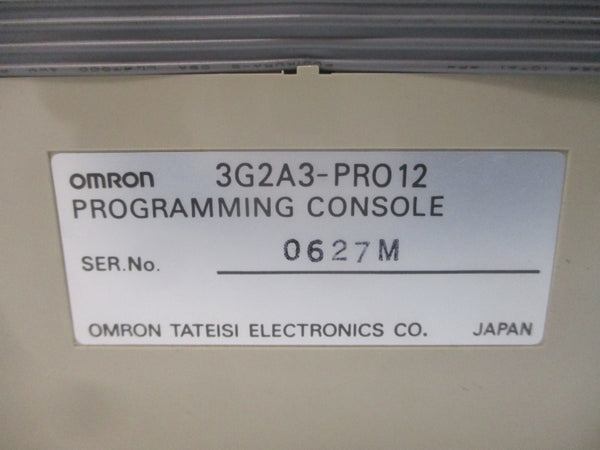 omron 3G2A3-PRO12
PROGRAMMING CONSOLE
SER.No. 0627M
OMRON TATEISI ELECTRONICS CO. JAPAN